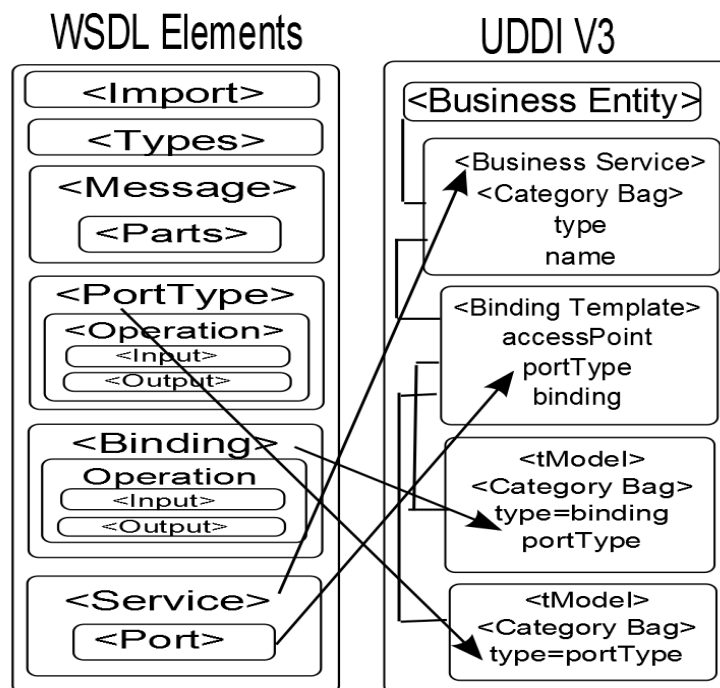 WSDL Elements
<Import>
<Types>
<Message>
<Parts>
<PortType>
<Operation>
<Input>
<Output>
<Binding>
Operation
<Input>
<Output>
<Service>
<Port>
UDDI V3
<Business Entity>
<Business Service>
<Category Bag>
type
name
<Binding Template>
accessPoint
portType
binding
<tModel>
<Category Bag>
type=binding
portType
<tModel>
<Category Bag>
type=portType